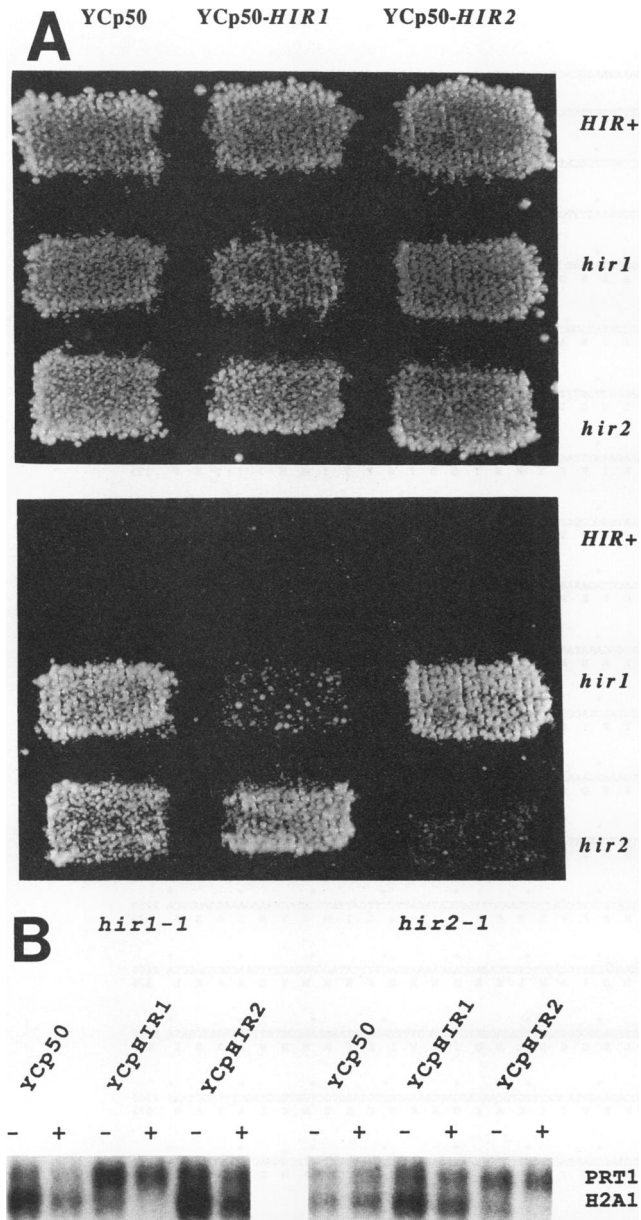 A
YCp50 YCp50-HIR1 YCp50-HIR2
HIR+
hir1
hir2
HIR+
hir1
hir2
B
hir1-1 hir2-1
YCp50 YCpHIR1 YCpHIR2 YCp50 YCpHIR1 YCpHIR2
- + - + - + - + - + - +
PRT1
H2A1